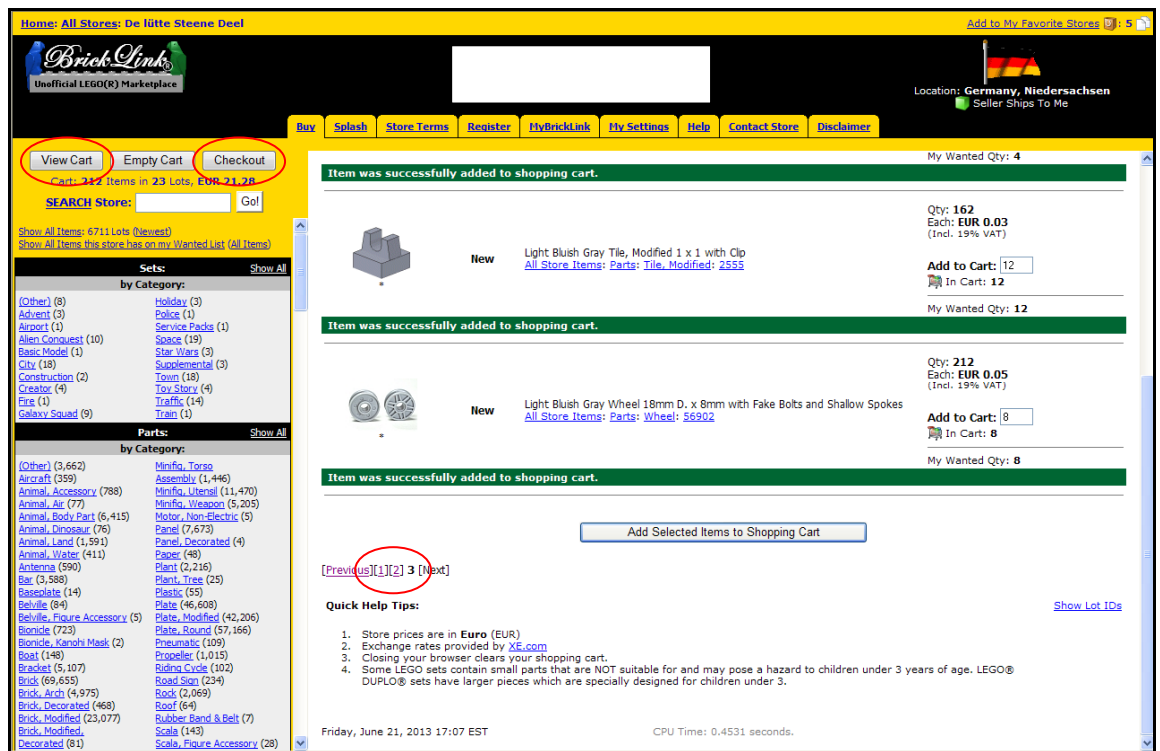 Home: All Stores: De lütte Steene Deel
Add to My Favorite Stores : 5
BrickLink
Unofficial LEGO(R) Marketplace
Location: Germany, Niedersachsen
Seller Ships To Me
Buy Splash Store Terms Register MyBrickLink My Settings Help Contact Store Disclaimer
View Cart Empty Cart Checkout
Cart: 212 Items in 23 Lots, EUR 21,28
SEARCH Store: Go!
Show All Items: 6711 Lots (Newest)
Show All Items this store has on my Wanted List (All Items)
Sets: Show All
by Category:
(Other) (8) Holiday (3)
Advent (3) Police (1)
Airport (1) Service Packs (1)
Alien Conquest (10) Space (19)
Basic Model (1) Star Wars (3)
City (18) Supplemental (3)
Construction (2) Town (18)
Creator (4) Toy Story (4)
Fire (1) Traffic (14)
Galaxy Squad (9) Train (1)
Parts: Show All
by Category:
(Other) (3,662) Minifig, Torso
Aircraft (359) Assembly (1,446)
Animal, Accessory (788) Minifig, Utensil (11,470)
Animal, Air (77) Minifig, Weapon (5,205)
Animal, Body Part (6,415) Motor, Non-Electric (5)
Animal, Dinosaur (76) Panel (7,673)
Animal, Land (1,591) Panel, Decorated (4)
Animal, Water (411) Paper (48)
Antenna (590) Plant (2,216)
Bar (3,588) Plant, Tree (25)
Baseplate (14) Plastic (55)
Belville (84) Plate (46,608)
Belville, Figure Accessory (5) Plate, Modified (42,206)
Bionicle (723) Plate, Round (57,166)
Bionicle, Kanohi Mask (2) Pneumatic (109)
Boat (148) Propeller (1,015)
Bracket (5,107) Riding Cycle (102)
Brick (69,655) Road Sign (234)
Brick, Arch (4,975) Rock (2,069)
Brick, Decorated (468) Roof (64)
Brick, Modified (23,077) Rubber Band & Belt (7)
Brick, Modified, Scala (143)
Decorated (81) Scala, Figure Accessory (28)
My Wanted Qty: 4
Item was successfully added to shopping cart.
Qty: 162
Each: EUR 0.03
(Incl. 19% VAT)
New
Light Bluish Gray Tile, Modified 1 x 1 with Clip
All Store Items: Parts: Tile, Modified: 2555
*
Add to Cart: 12
In Cart: 12
My Wanted Qty: 12
Item was successfully added to shopping cart.
Qty: 212
Each: EUR 0.05
(Incl. 19% VAT)
New
Light Bluish Gray Wheel 18mm D. x 8mm with Fake Bolts and Shallow Spokes
All Store Items: Parts: Wheel: 56902
*
Add to Cart: 8
In Cart: 8
My Wanted Qty: 8
Item was successfully added to shopping cart.
Add Selected Items to Shopping Cart
[Previous][1][2] 3 [Next]
Quick Help Tips:
Show Lot IDs
1. Store prices are in Euro (EUR)
2. Exchange rates provided by XE.com
3. Closing your browser clears your shopping cart.
4. Some LEGO sets contain small parts that are NOT suitable for and may pose a hazard to children under 3 years of age. LEGO®
DUPLO® sets have larger pieces which are specially designed for children under 3.
Friday, June 21, 2013 17:07 EST
CPU Time: 0.4531 seconds.